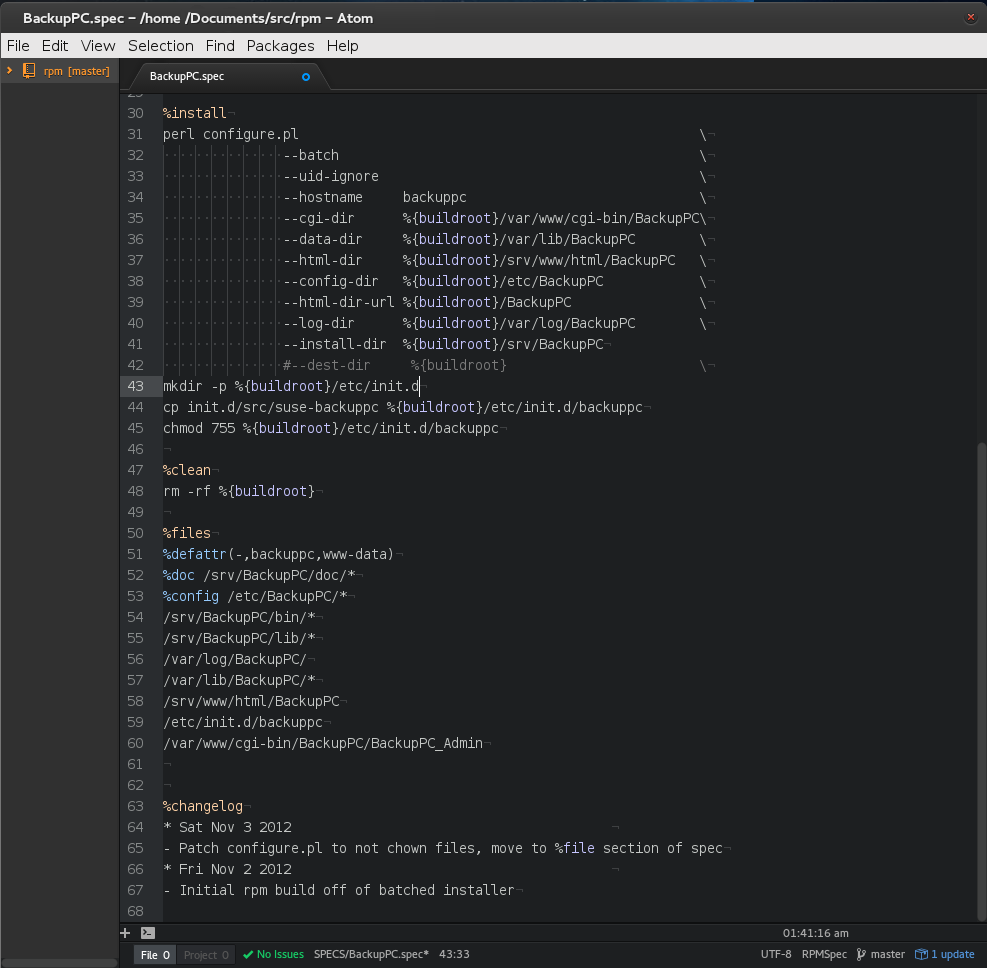 BackupPC.spec – /home /Documents/src/rpm – Atom
File Edit View Selection Find Packages Help
rpm [master]
BackupPC.spec
29
30 %install¬
31 perl configure.pl \¬
32 --batch \¬
33 --uid-ignore \¬
34 --hostname backuppc \¬
35 --cgi-dir %{buildroot}/var/www/cgi-bin/BackupPC\¬
36 --data-dir %{buildroot}/var/lib/BackupPC \¬
37 --html-dir %{buildroot}/srv/www/html/BackupPC \¬
38 --config-dir %{buildroot}/etc/BackupPC \¬
39 --html-dir-url %{buildroot}/BackupPC \¬
40 --log-dir %{buildroot}/var/log/BackupPC \¬
41 --install-dir %{buildroot}/srv/BackupPC¬
42 #--dest-dir %{buildroot} \¬
43 mkdir -p %{buildroot}/etc/init.d¬
44 cp init.d/src/suse-backuppc %{buildroot}/etc/init.d/backuppc¬
45 chmod 755 %{buildroot}/etc/init.d/backuppc¬
46 ¬
47 %clean¬
48 rm -rf %{buildroot}¬
49 ¬
50 %files¬
51 %defattr(-,backuppc,www-data)¬
52 %doc /srv/BackupPC/doc/*¬
53 %config /etc/BackupPC/*¬
54 /srv/BackupPC/bin/*¬
55 /srv/BackupPC/lib/*¬
56 /var/log/BackupPC/¬
57 /var/lib/BackupPC/*¬
58 /srv/www/html/BackupPC¬
59 /etc/init.d/backuppc¬
60 /var/www/cgi-bin/BackupPC/BackupPC_Admin¬
61 ¬
62 ¬
63 %changelog¬
64 * Sat Nov 3 2012 ¬
65 - Patch configure.pl to not chown files, move to %file section of spec¬
66 * Fri Nov 2 2012 ¬
67 - Initial rpm build off of batched installer¬
68
01:41:16 am
File 0 Project 0 No Issues SPECS/BackupPC.spec* 43:33 UTF-8 RPMSpec master 1 update